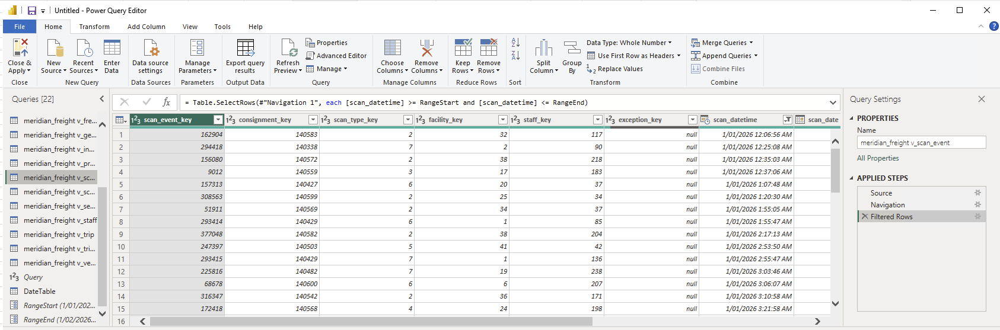 Untitled - Power Query Editor
File Home Transform Add Column View Tools Help
Close & Apply
New Source
Recent Sources
Enter Data
Data source settings
Manage Parameters
Export query results
Refresh Preview
Properties
Advanced Editor
Manage
Choose Columns
Remove Columns
Keep Rows
Remove Rows
Split Column
Group By
Data Type: Whole Number
Use First Row as Headers
Replace Values
Merge Queries
Append Queries
Combine Files
Close New Query Data Sources Parameters Output Data Query Manage Columns Reduce Rows Sort Transform Combine
Queries [22]
meridian_freight v_fre...
meridian_freight v_ge...
meridian_freight v_in...
meridian_freight v_pr...
meridian_freight v_sc...
meridian_freight v_sc...
meridian_freight v_se...
meridian_freight v_staff
meridian_freight v_trip
meridian_freight v_tri...
meridian_freight v_ve...
Query
DateTable
RangeStart (1/01/202...
RangeEnd (1/02/2026...
= Table.SelectRows(#"Navigation 1", each [scan_datetime] >= RangeStart and [scan_datetime] <= RangeEnd)
scan_event_key consignment_key scan_type_key facility_key staff_key exception_key scan_datetime scan_date
1 162904 140583 2 32 117 null 1/01/2026 12:06:56 AM
2 294418 140338 7 2 90 null 1/01/2026 12:25:08 AM
3 156080 140572 2 38 218 null 1/01/2026 12:35:03 AM
4 9012 140559 3 17 183 null 1/01/2026 12:37:06 AM
5 157313 140427 6 20 37 null 1/01/2026 1:07:48 AM
6 308563 140599 2 25 34 null 1/01/2026 1:20:30 AM
7 51911 140569 2 34 37 null 1/01/2026 1:55:05 AM
8 293414 140429 6 1 85 null 1/01/2026 1:55:47 AM
9 377048 140582 2 38 204 null 1/01/2026 2:17:13 AM
10 247397 140503 5 41 42 null 1/01/2026 2:53:50 AM
11 293415 140429 7 1 136 null 1/01/2026 2:55:47 AM
12 225816 140482 7 19 238 null 1/01/2026 3:03:46 AM
13 68678 140600 6 6 207 null 1/01/2026 3:06:07 AM
14 316347 140542 2 36 171 null 1/01/2026 3:10:58 AM
15 172418 140568 4 24 198 null 1/01/2026 3:21:58 AM
16
Query Settings
PROPERTIES
Name
meridian_freight v_scan_event
All Properties
APPLIED STEPS
Source
Navigation
Filtered Rows